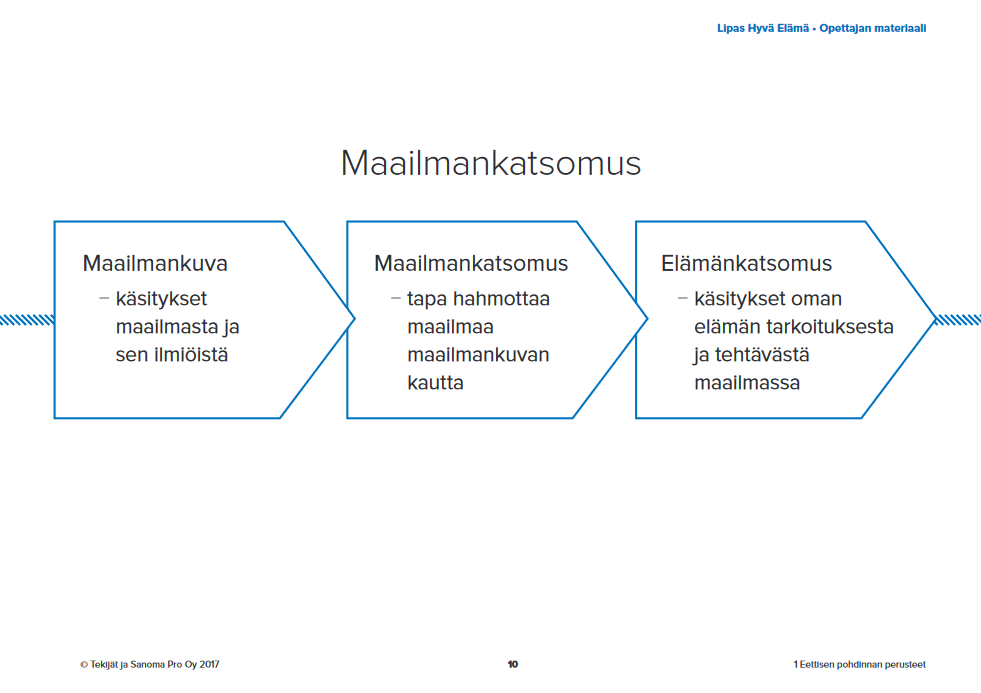 Lipas Hyvä Elämä • Opettajan materiaali
Maailmankatsomus
Maailmankuva
– käsitykset
maailmasta ja
sen ilmiöistä
Maailmankatsomus
– tapa hahmottaa
maailmaa
maailmankuvan
kautta
Elämänkatsomus
– käsitykset oman
elämän tarkoituksesta
ja tehtävästä
maailmassa
© Tekijät ja Sanoma Pro Oy 2017
10
1 Eettisen pohdinnan perusteet